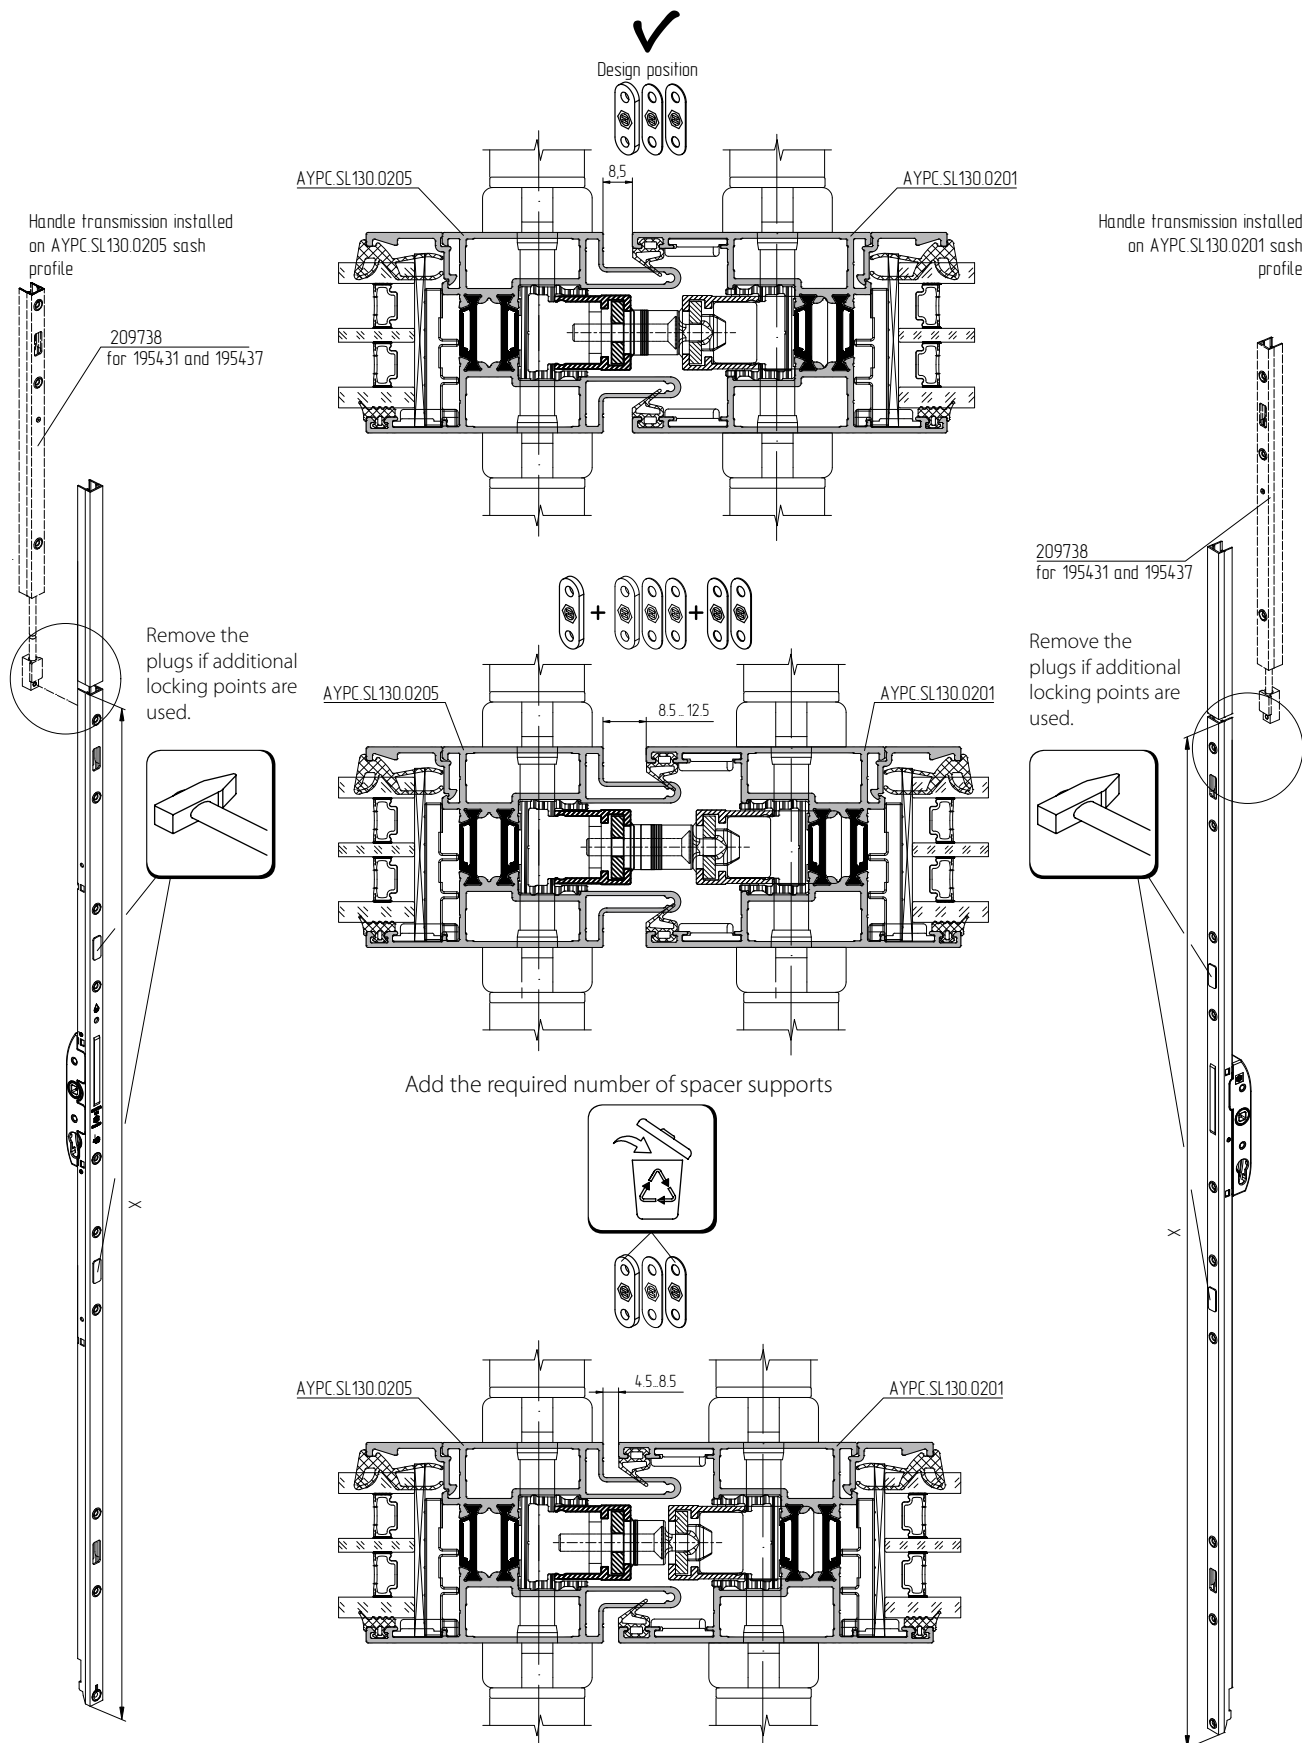 Design position
8,5
AYPC.SL130.0205
AYPC.SL130.0201
Handle transmission installed
on AYPC.SL130.0205 sash
profile
Handle transmission installed
on AYPC.SL130.0201 sash
profile
209738
for 195431 and 195437
209738
for 195431 and 195437
+
+
Remove the
plugs if additional
locking points are
used.
Remove the
plugs if additional
locking points are
used.
AYPC.SL130.0205
8.5...12.5
AYPC.SL130.0201
Add the required number of spacer supports
X
X
AYPC.SL130.0205
4.5...8.5
AYPC.SL130.0201